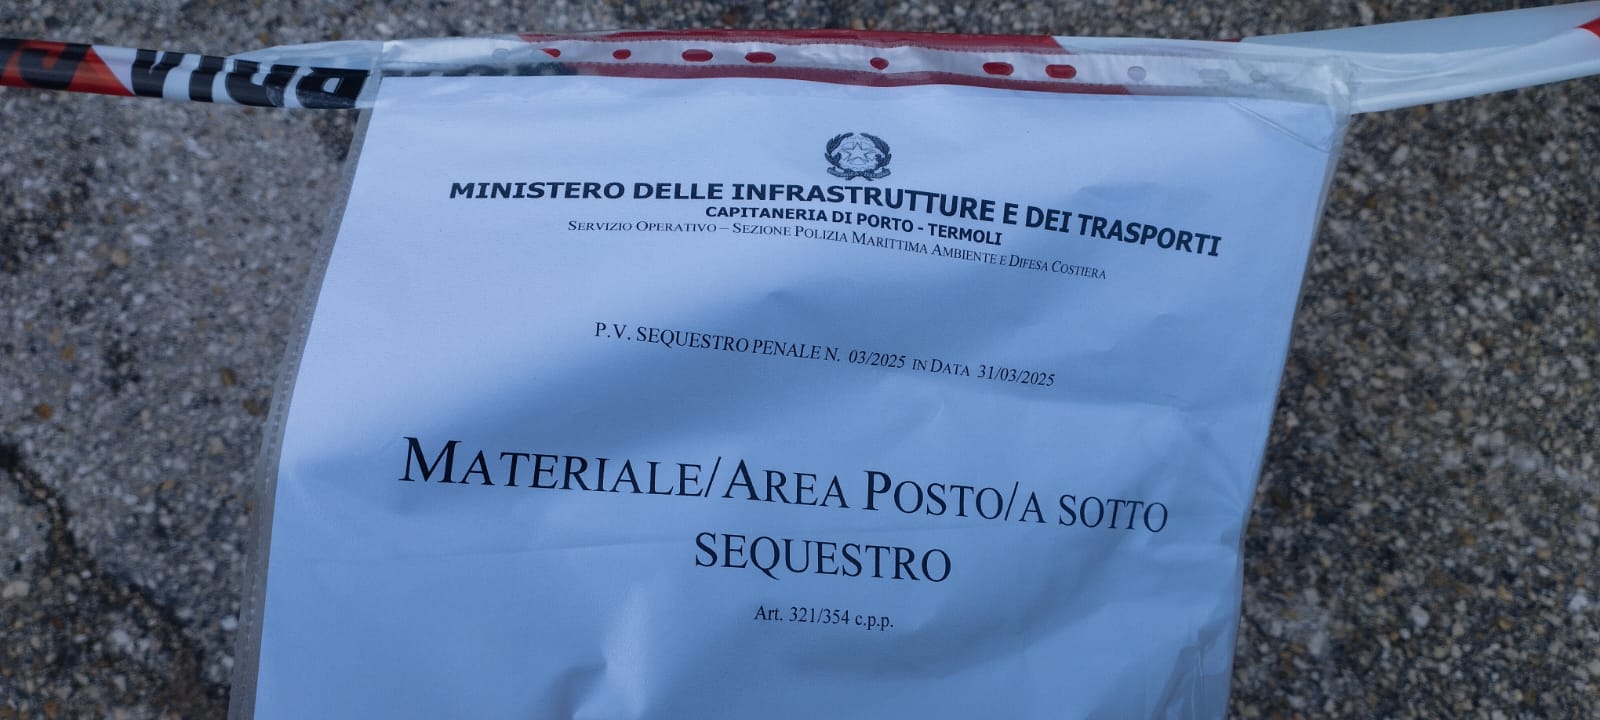 MINISTERO DELLE INFRASTRUTTURE E DEI TRASPORTI
CAPITANERIA DI PORTO - TERMOLI
SERVIZIO OPERATIVO – SEZIONE POLIZIA MARITTIMA AMBIENTE E DIFESA COSTIERA
P.V. SEQUESTRO PENALE N. 03/2025 IN DATA 31/03/2025
MATERIALE/AREA POSTO/A SOTTO
SEQUESTRO
Art. 321/354 c.p.p.